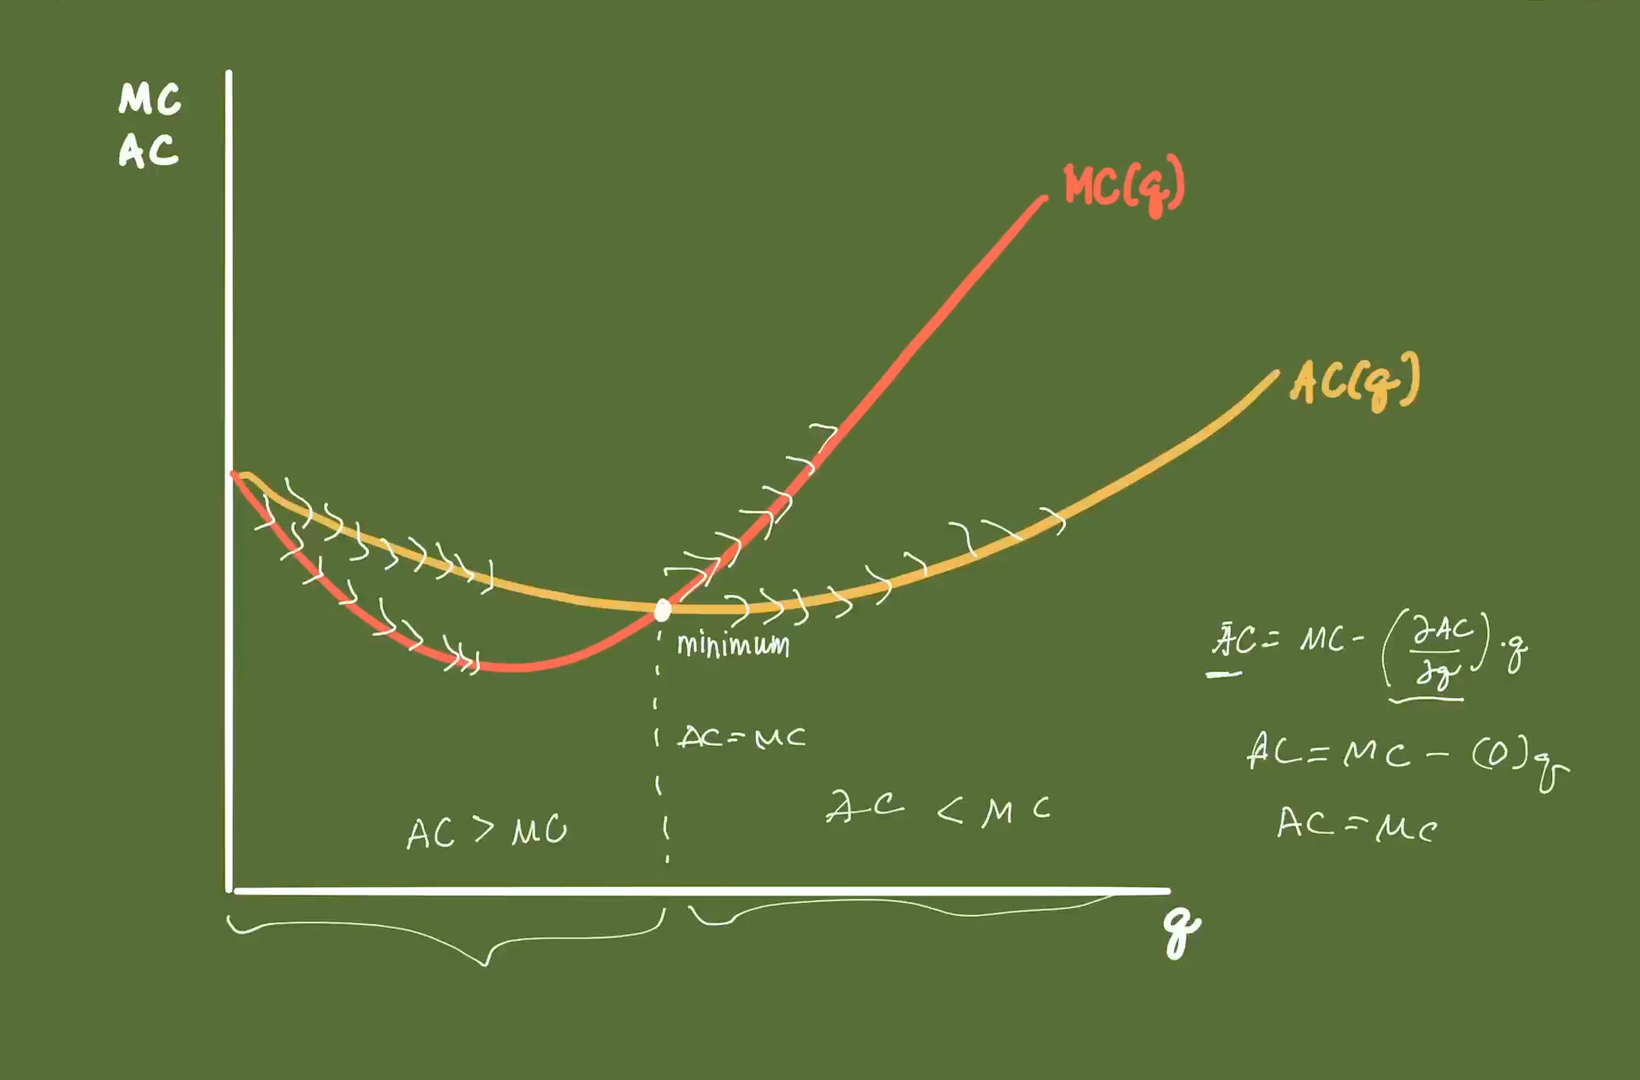 MC
AC
MC(q)
AC(q)
minimum
AC = MC
AC > MC
AC < MC
AC = MC - (∂AC/∂q) · q
AC = MC - (0)q
AC = MC
q